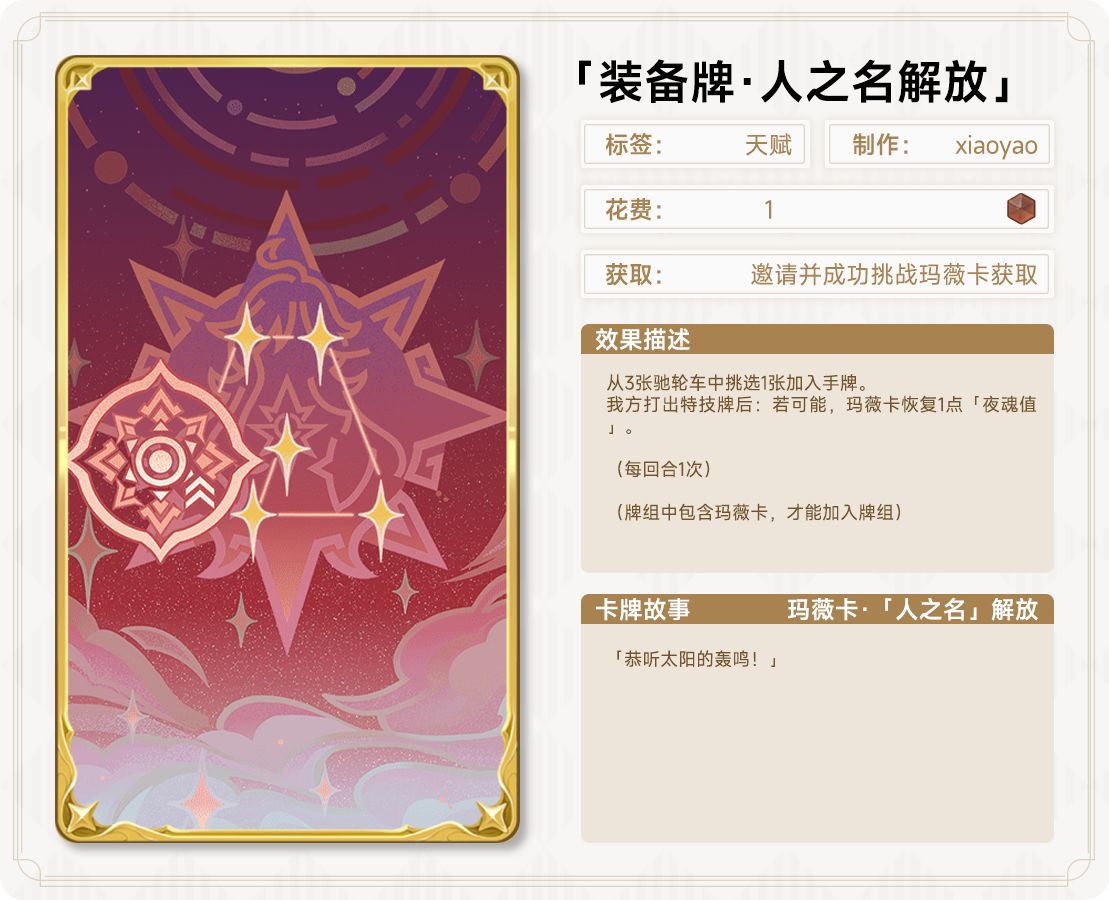 「装备牌·人之名解放」
标签： 天赋 制作： xiaoyao
花费： 1
获取： 邀请并成功挑战玛薇卡获取
效果描述
从3张驰轮车中挑选1张加入手牌。
我方打出特技牌后：若可能，玛薇卡恢复1点「夜魂值
」。
（每回合1次）
（牌组中包含玛薇卡，才能加入牌组）
卡牌故事 玛薇卡·「人之名」解放
「恭听太阳的轰鸣！」